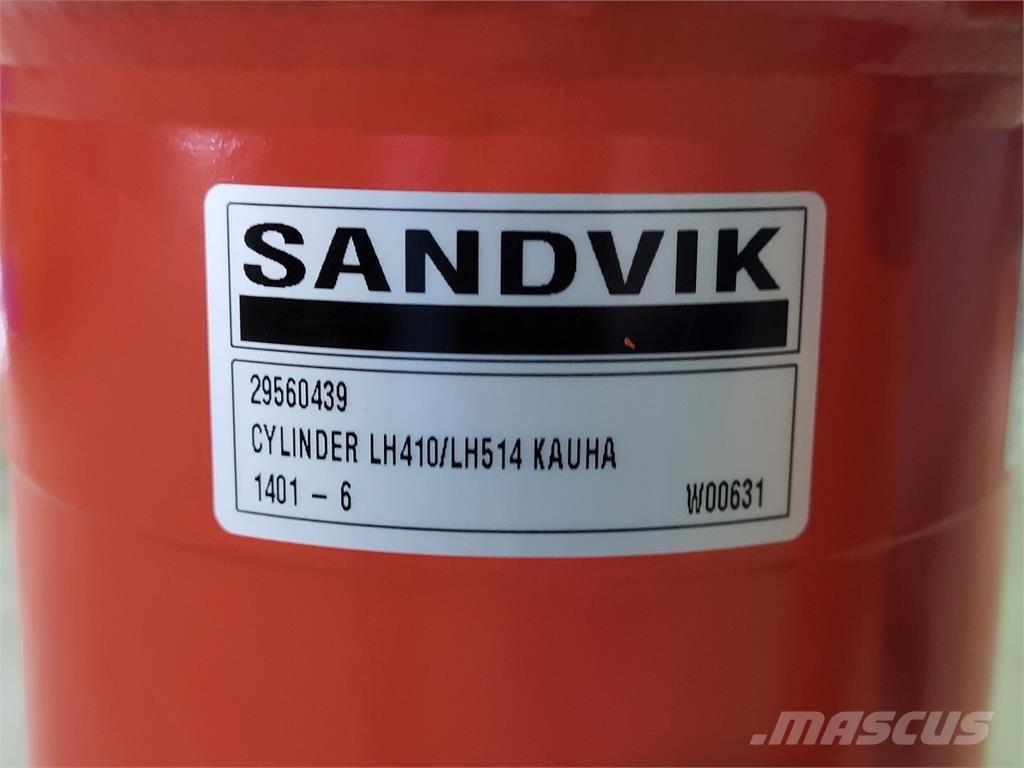 SANDVIK
29560439
CYLINDER LH410/LH514 KAUHA
1401 - 6 W00631
.MASCUS